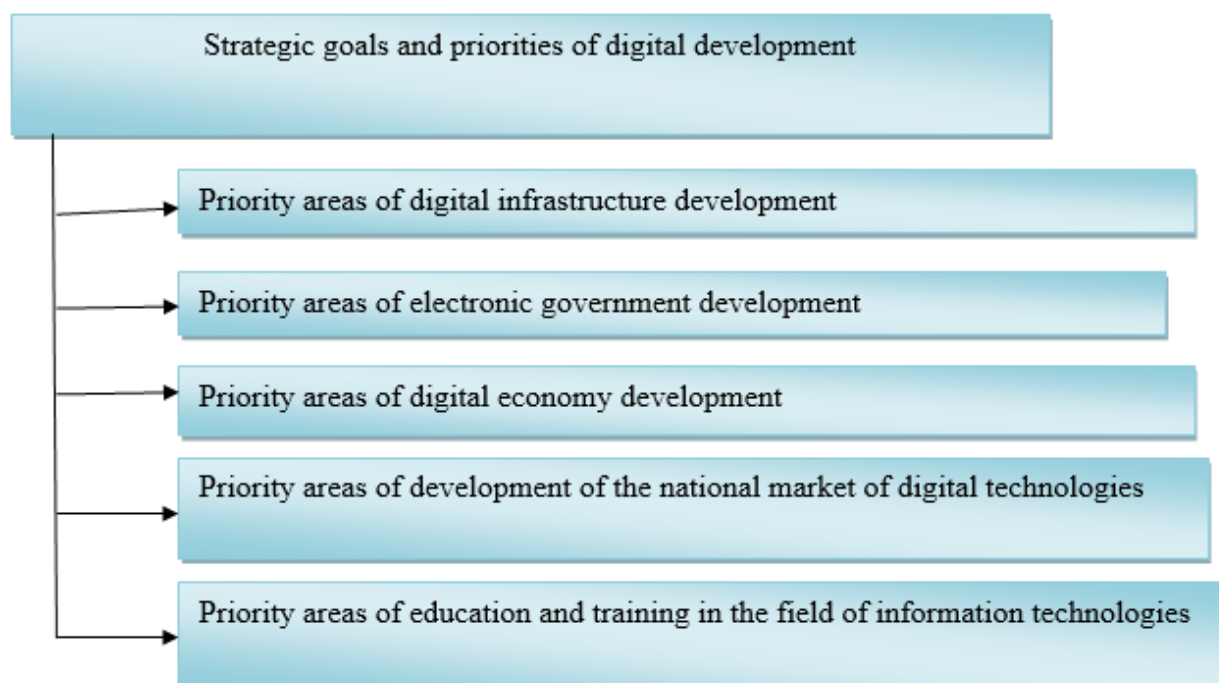 Strategic goals and priorities of digital development
Priority areas of digital infrastructure development
Priority areas of electronic government development
Priority areas of digital economy development
Priority areas of development of the national market of digital technologies
Priority areas of education and training in the field of information technologies